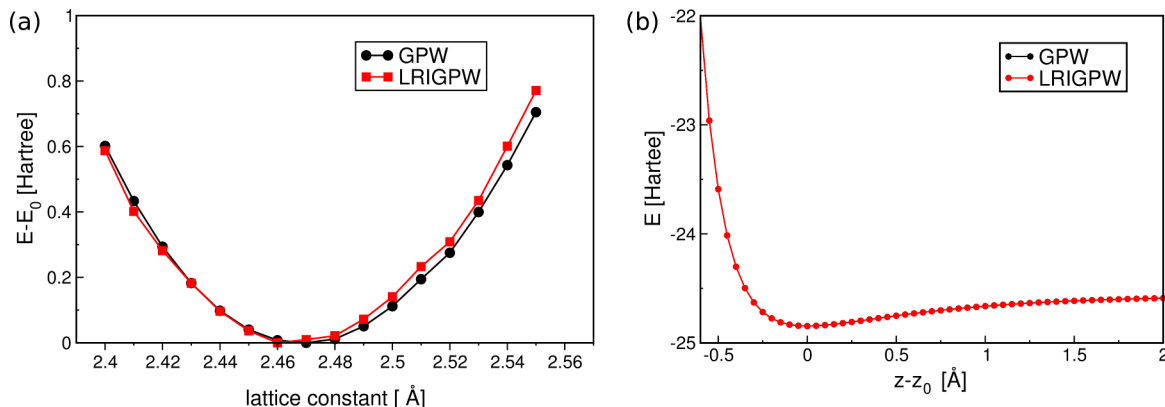 (a)
E-E0 [Hartree]
1
0.8
0.6
0.4
0.2
0
GPW
LRIGPW
2.4 2.42 2.44 2.46 2.48 2.5 2.52 2.54 2.56
lattice constant [ Å]
(b)
E [Hartee]
-22
-23
-24
-25
GPW
LRIGPW
-0.5 0 0.5 1 1.5 2
z-z0 [Å]